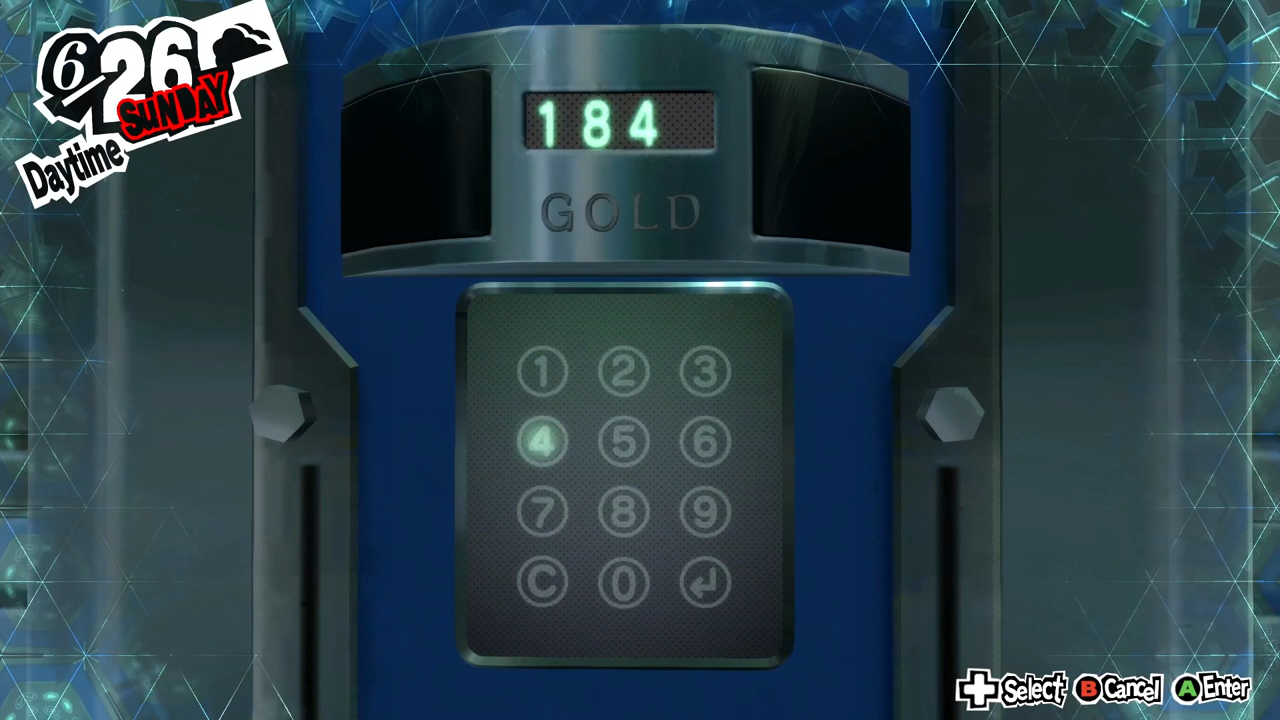 6/26
SUNDAY
Daytime
184
GOLD
1 2 3
4 5 6
7 8 9
C 0 ↵
Select B Cancel A Enter